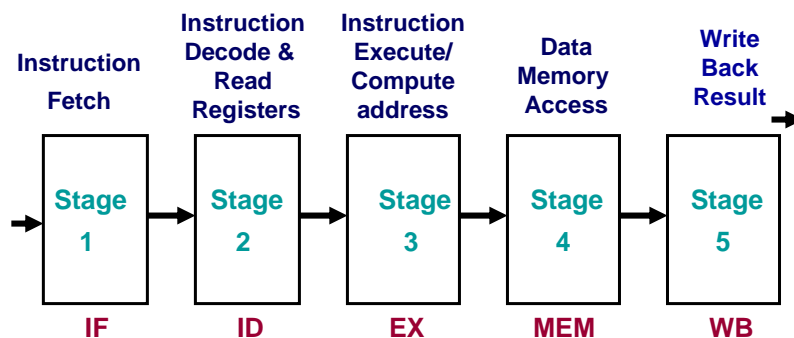 Instruction
Fetch
Instruction
Decode &
Read
Registers
Instruction
Execute/
Compute
address
Data
Memory
Access
Write
Back
Result
Stage
1
Stage
2
Stage
3
Stage
4
Stage
5
IF
ID
EX
MEM
WB